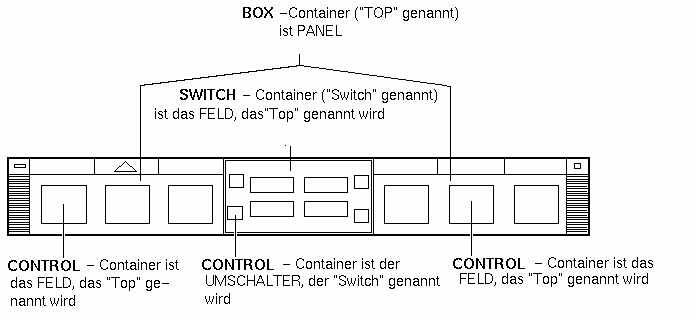 BOX –Container ("TOP" genannt)
ist PANEL
SWITCH – Container ("Switch" genannt)
ist das FELD, das"Top" genannt wird
CONTROL – Container ist
das FELD, das "Top" ge–
nannt wird
CONTROL – Container ist der
UMSCHALTER, der "Switch" genannt
wird
CONTROL – Container ist das
FELD, das "Top" genannt wird